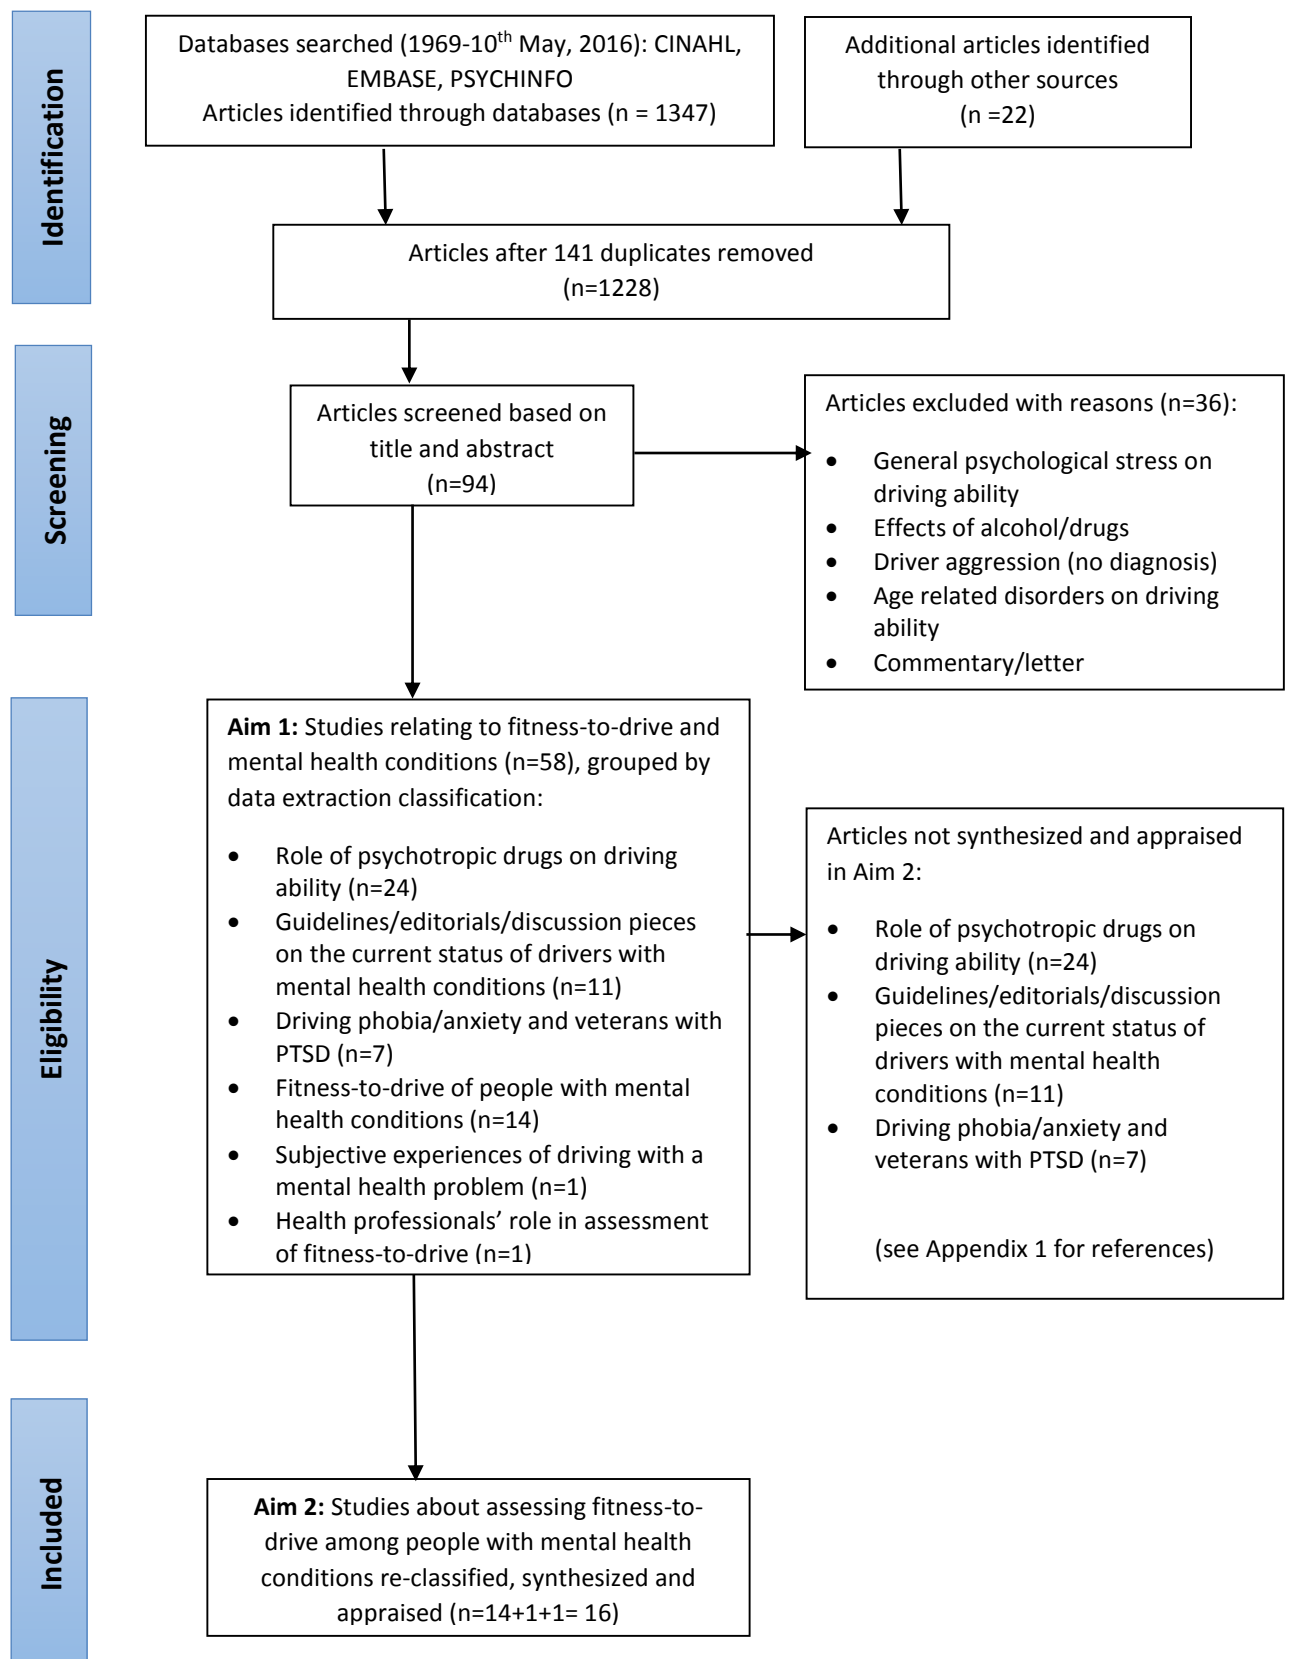 Identification
Databases searched (1969-10th May, 2016): CINAHL,
EMBASE, PSYCHINFO
Articles identified through databases (n = 1347)
Additional articles identified
through other sources
(n =22)
Articles after 141 duplicates removed
(n=1228)
Screening
Articles screened based on
title and abstract
(n=94)
Articles excluded with reasons (n=36):
• General psychological stress on
driving ability
• Effects of alcohol/drugs
• Driver aggression (no diagnosis)
• Age related disorders on driving
ability
• Commentary/letter
Eligibility
Aim 1: Studies relating to fitness-to-drive and
mental health conditions (n=58), grouped by
data extraction classification:
• Role of psychotropic drugs on driving
ability (n=24)
• Guidelines/editorials/discussion pieces
on the current status of drivers with
mental health conditions (n=11)
• Driving phobia/anxiety and veterans with
PTSD (n=7)
• Fitness-to-drive of people with mental
health conditions (n=14)
• Subjective experiences of driving with a
mental health problem (n=1)
• Health professionals’ role in assessment
of fitness-to-drive (n=1)
Articles not synthesized and appraised
in Aim 2:
• Role of psychotropic drugs on
driving ability (n=24)
• Guidelines/editorials/discussion
pieces on the current status of
drivers with mental health
conditions (n=11)
• Driving phobia/anxiety and
veterans with PTSD (n=7)
(see Appendix 1 for references)
Included
Aim 2: Studies about assessing fitness-to-
drive among people with mental health
conditions re-classified, synthesized and
appraised (n=14+1+1= 16)